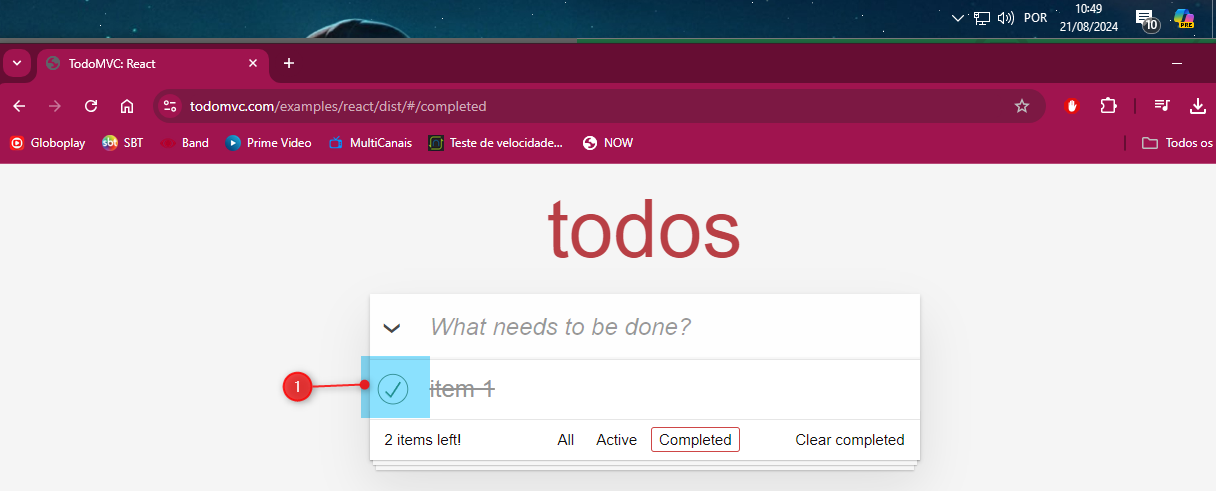 POR
10:49
21/08/2024
10
PRE
TodoMVC: React
todomvc.com/examples/react/dist/#/completed
Globoplay
sbt SBT
Band
Prime Video
MultiCanais
Teste de velocidade...
NOW
Todos os
todos
What needs to be done?
1
item 1
2 items left!
All
Active
Completed
Clear completed